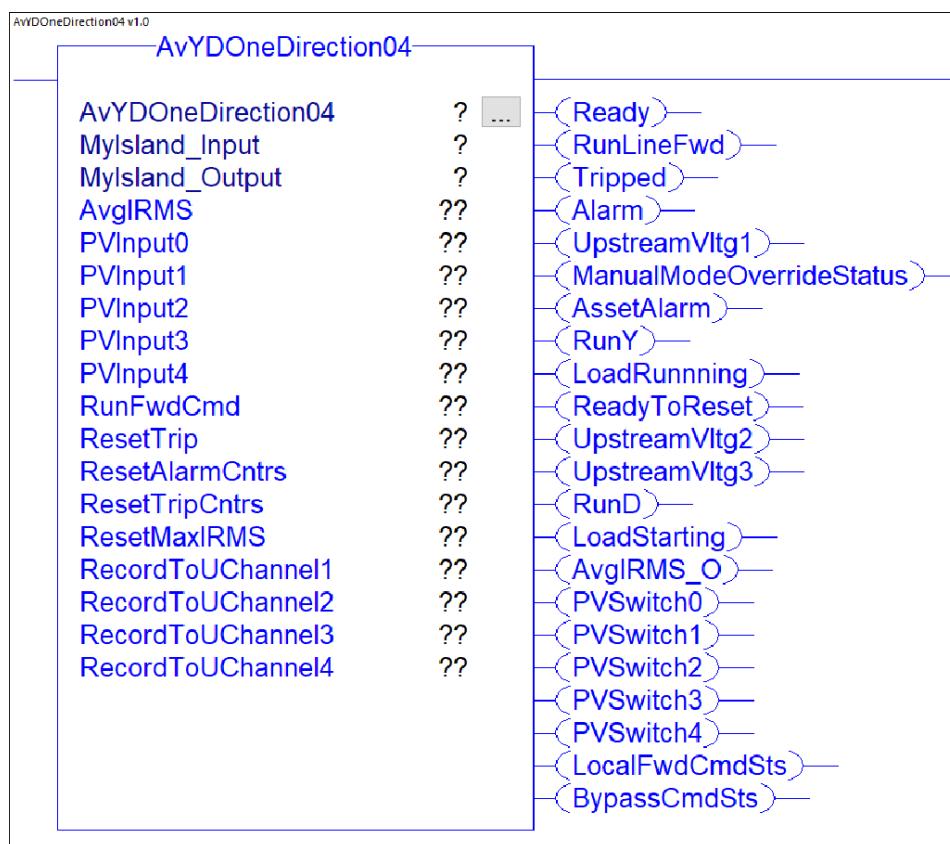 AvYDOneDirection04 v1.0
AvYDOneDirection04
AvYDOneDirection04 ? ... Ready
MyIsland_Input ? RunLineFwd
MyIsland_Output ? Tripped
AvgIRMS ?? Alarm
PVInput0 ?? UpstreamVltg1
PVInput1 ?? ManualModeOverrideStatus
PVInput2 ?? AssetAlarm
PVInput3 ?? RunY
PVInput4 ?? LoadRunnning
RunFwdCmd ?? ReadyToReset
ResetTrip ?? UpstreamVltg2
ResetAlarmCntrs ?? UpstreamVltg3
ResetTripCntrs ?? RunD
ResetMaxIRMS ?? LoadStarting
RecordToUChannel1 ?? AvgIRMS_O
RecordToUChannel2 ?? PVSwitch0
RecordToUChannel3 ?? PVSwitch1
RecordToUChannel4 ?? PVSwitch2
PVSwitch3
PVSwitch4
LocalFwdCmdSts
BypassCmdSts